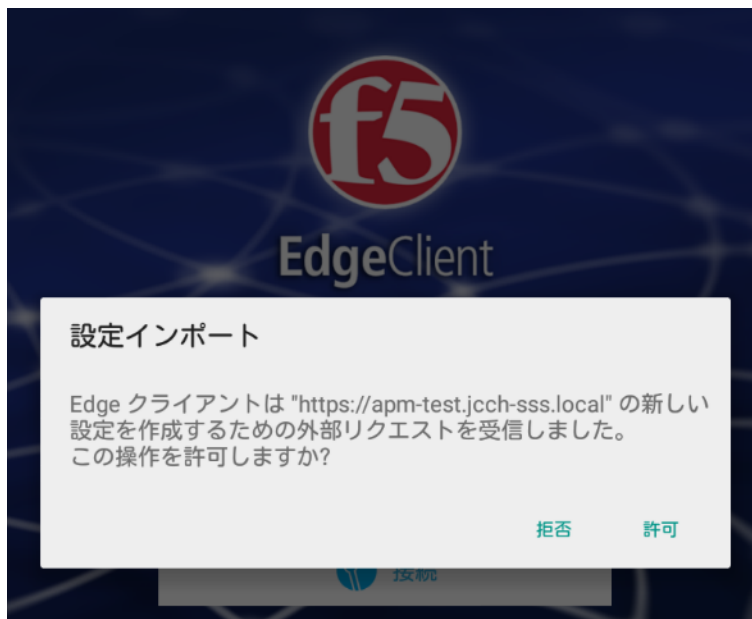 f5
EdgeClient
設定インポート
Edge クライアントは "https://apm-test.jcch-sss.local" の新しい
設定を作成するための外部リクエストを受信しました。
この操作を許可しますか?
拒否 許可
接続